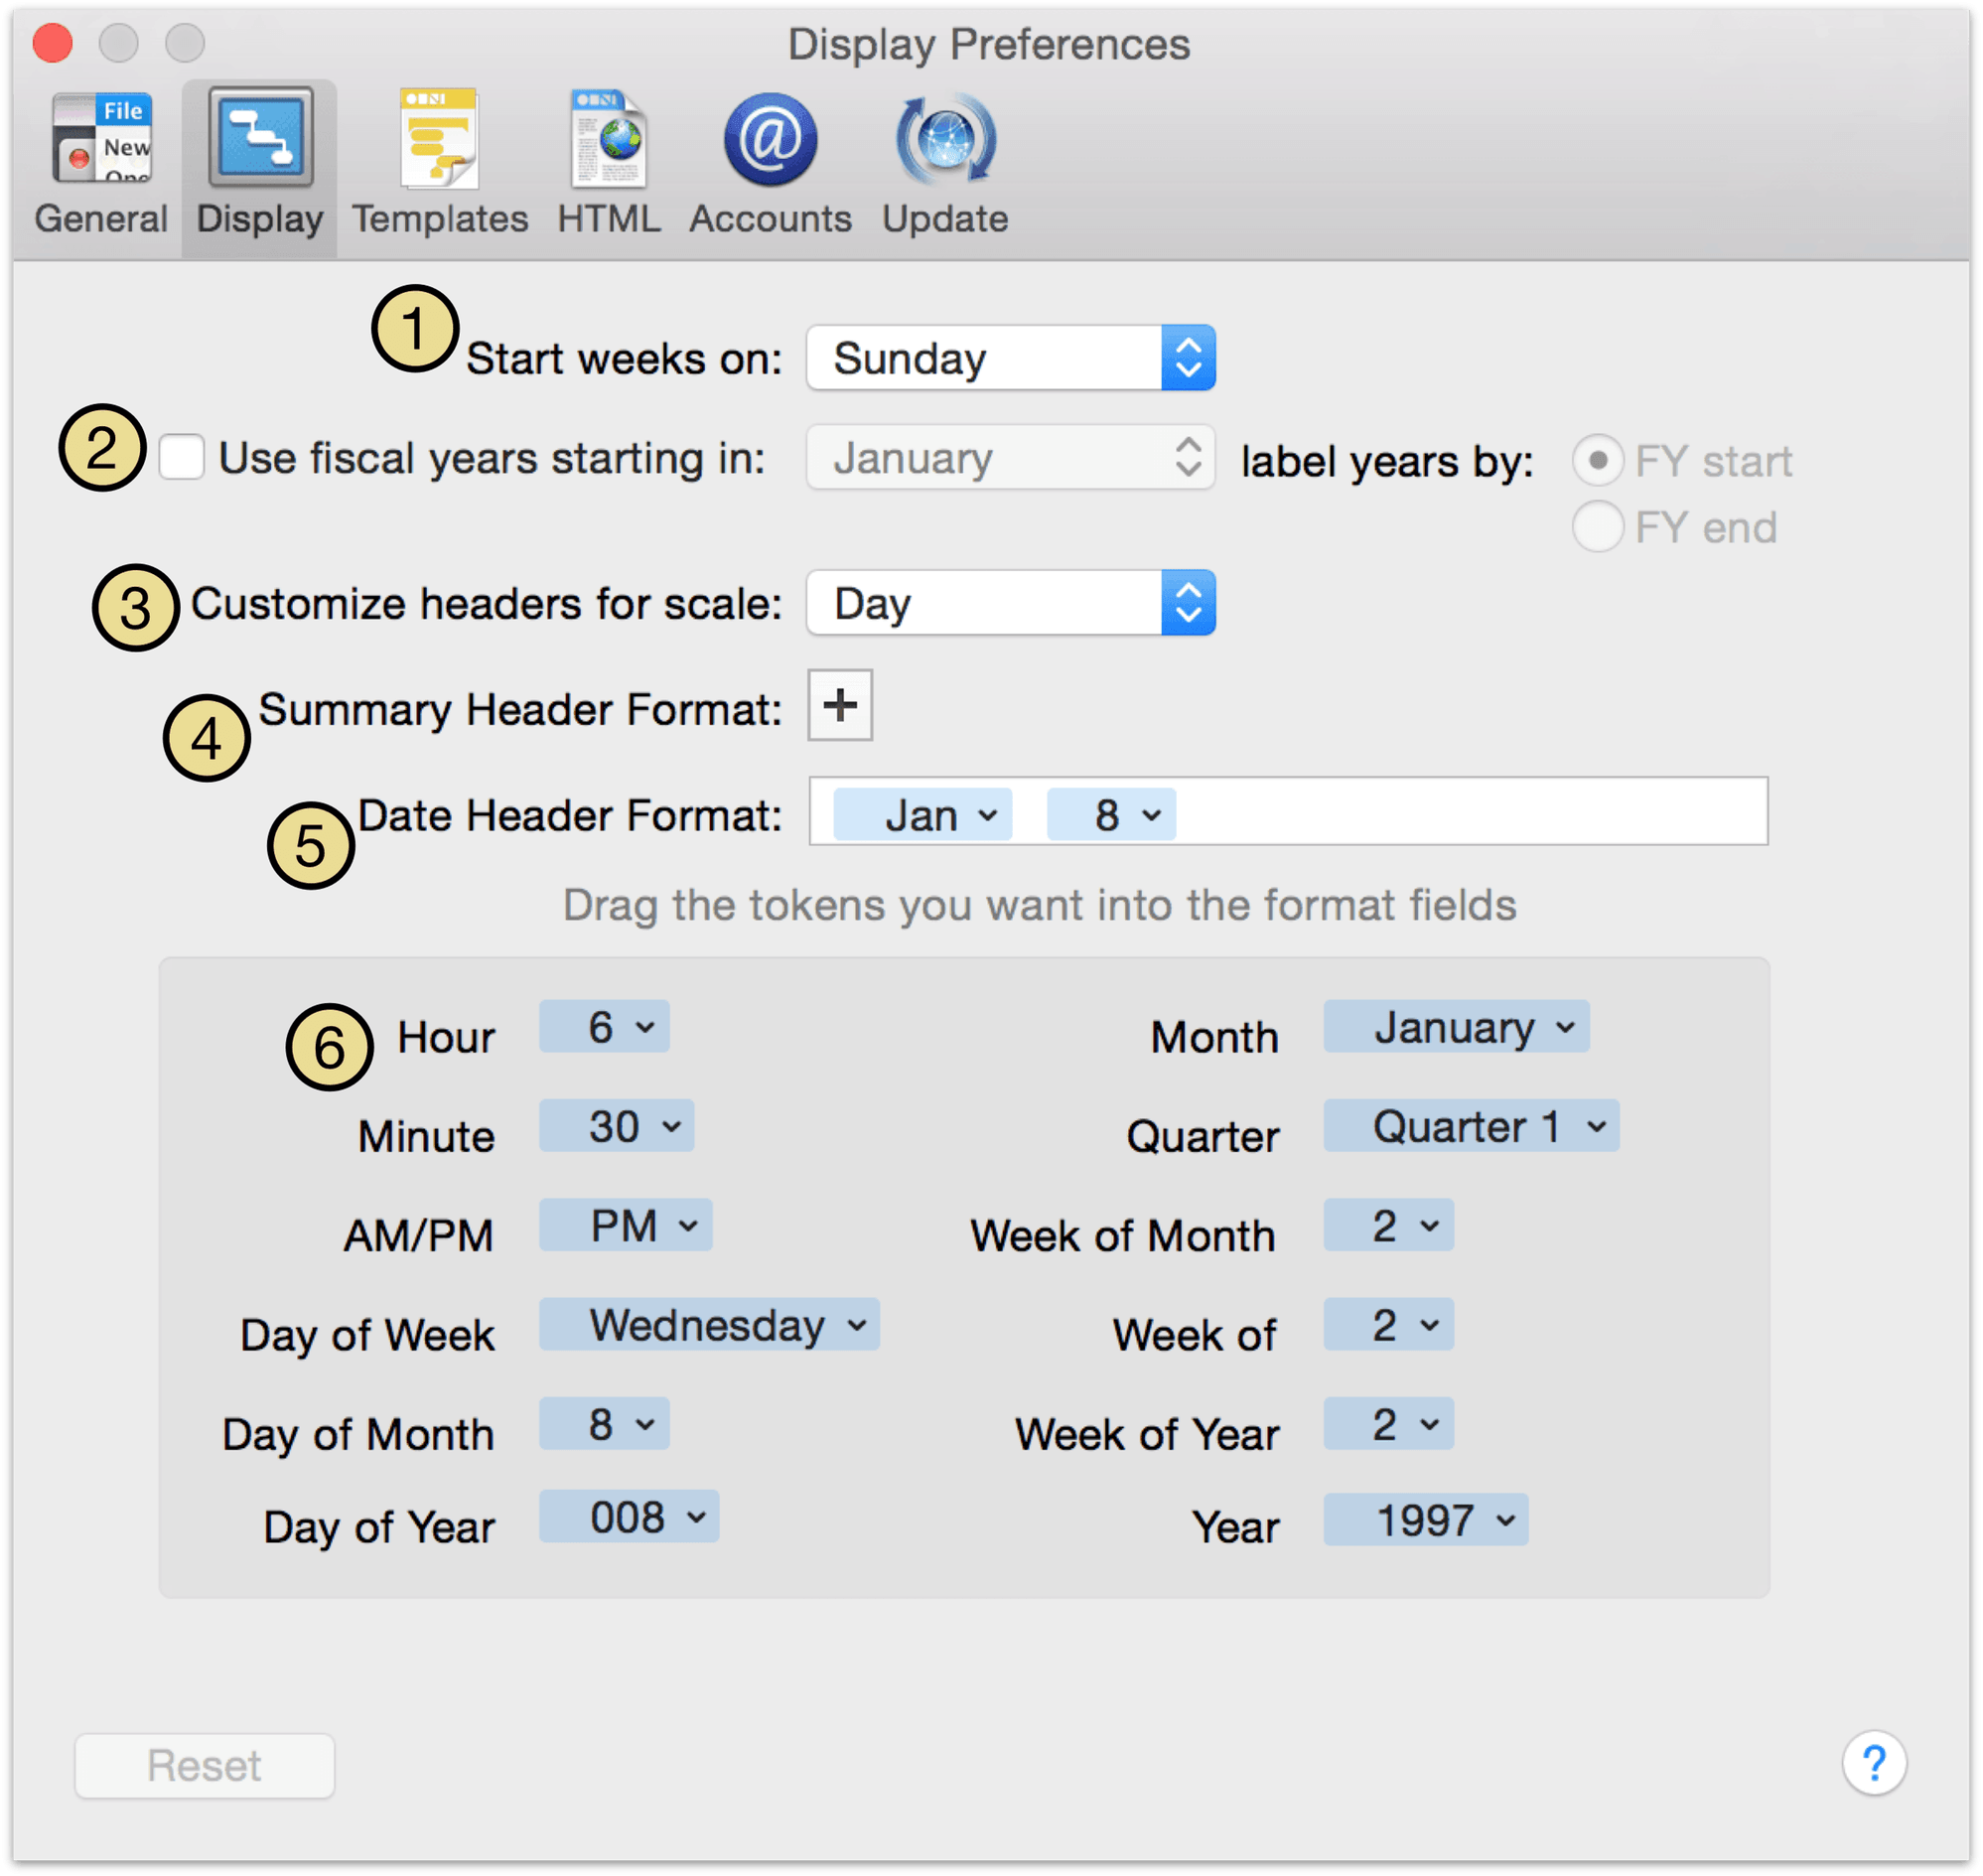 Display Preferences
File
New
One
General Display Templates HTML Accounts Update
1 Start weeks on: Sunday
2 Use fiscal years starting in: January label years by: FY start
FY end
3 Customize headers for scale: Day
4 Summary Header Format: +
5 Date Header Format: Jan 8
Drag the tokens you want into the format fields
6 Hour 6 Month January
Minute 30 Quarter Quarter 1
AM/PM PM Week of Month 2
Day of Week Wednesday Week of 2
Day of Month 8 Week of Year 2
Day of Year 008 Year 1997
Reset ?